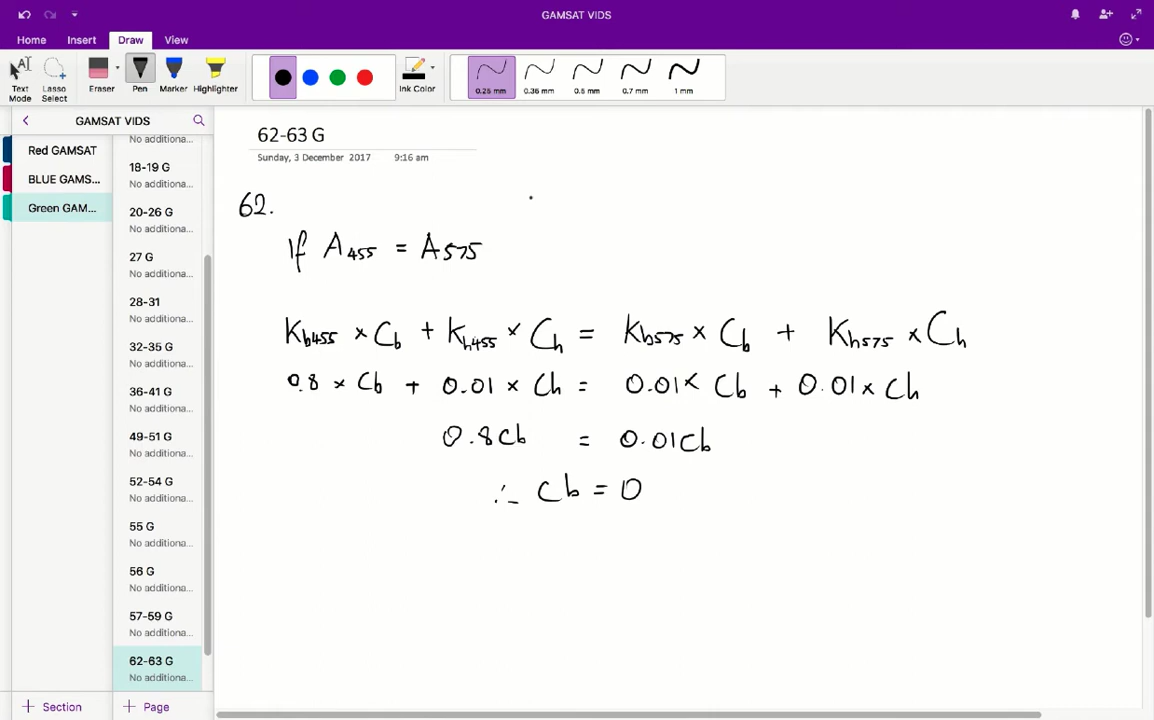 GAMSAT VIDS
Home Insert Draw View
Text Mode
Lasso Select
Eraser
Pen
Marker
Highlighter
Ink Color
0.25 mm
0.35 mm
0.5 mm
0.7 mm
1 mm
GAMSAT VIDS
Red GAMSAT
BLUE GAMS...
Green GAM...
No additiona...
18-19 G
No additiona...
20-26 G
No additiona...
27 G
No additiona...
28-31
No additiona...
32-35 G
No additiona...
36-41 G
No additiona...
49-51 G
No additiona...
52-54 G
No additiona...
55 G
No additiona...
56 G
No additiona...
57-59 G
No additiona...
62-63 G
No additiona...
+ Section
+ Page
62-63 G
Sunday, 3 December 2017 9:16 am
62.
If A455 = A575
Kb455 × Cb + Kh455 × Ch = Kb575 × Cb + Kh575 × Ch
0.8 × Cb + 0.01 × Ch = 0.01 × Cb + 0.01 × Ch
0.8Cb = 0.01Cb
∴ Cb = 0